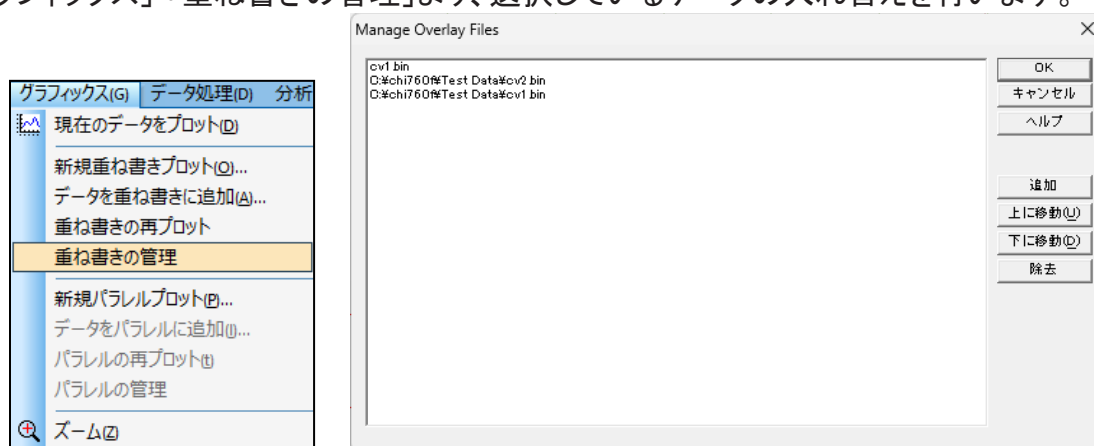 ラフィックス」・重ね書きの管理」より、選択しているデータの入れ替えを行います。
グラフィックス(G) データ処理(D) 分析
現在のデータをプロット(D)
新規重ね書きプロット(O)...
データを重ね書きに追加(A)...
重ね書きの再プロット
重ね書きの管理
新規パラレルプロット(P)...
データをパラレルに追加(I)...
パラレルの再プロット(t)
パラレルの管理
ズーム(Z)
Manage Overlay Files
cv1.bin
C:¥chi760f¥Test Data¥cv2.bin
C:¥chi760f¥Test Data¥cv1.bin
OK
キャンセル
ヘルプ
追加
上に移動(U)
下に移動(D)
除去